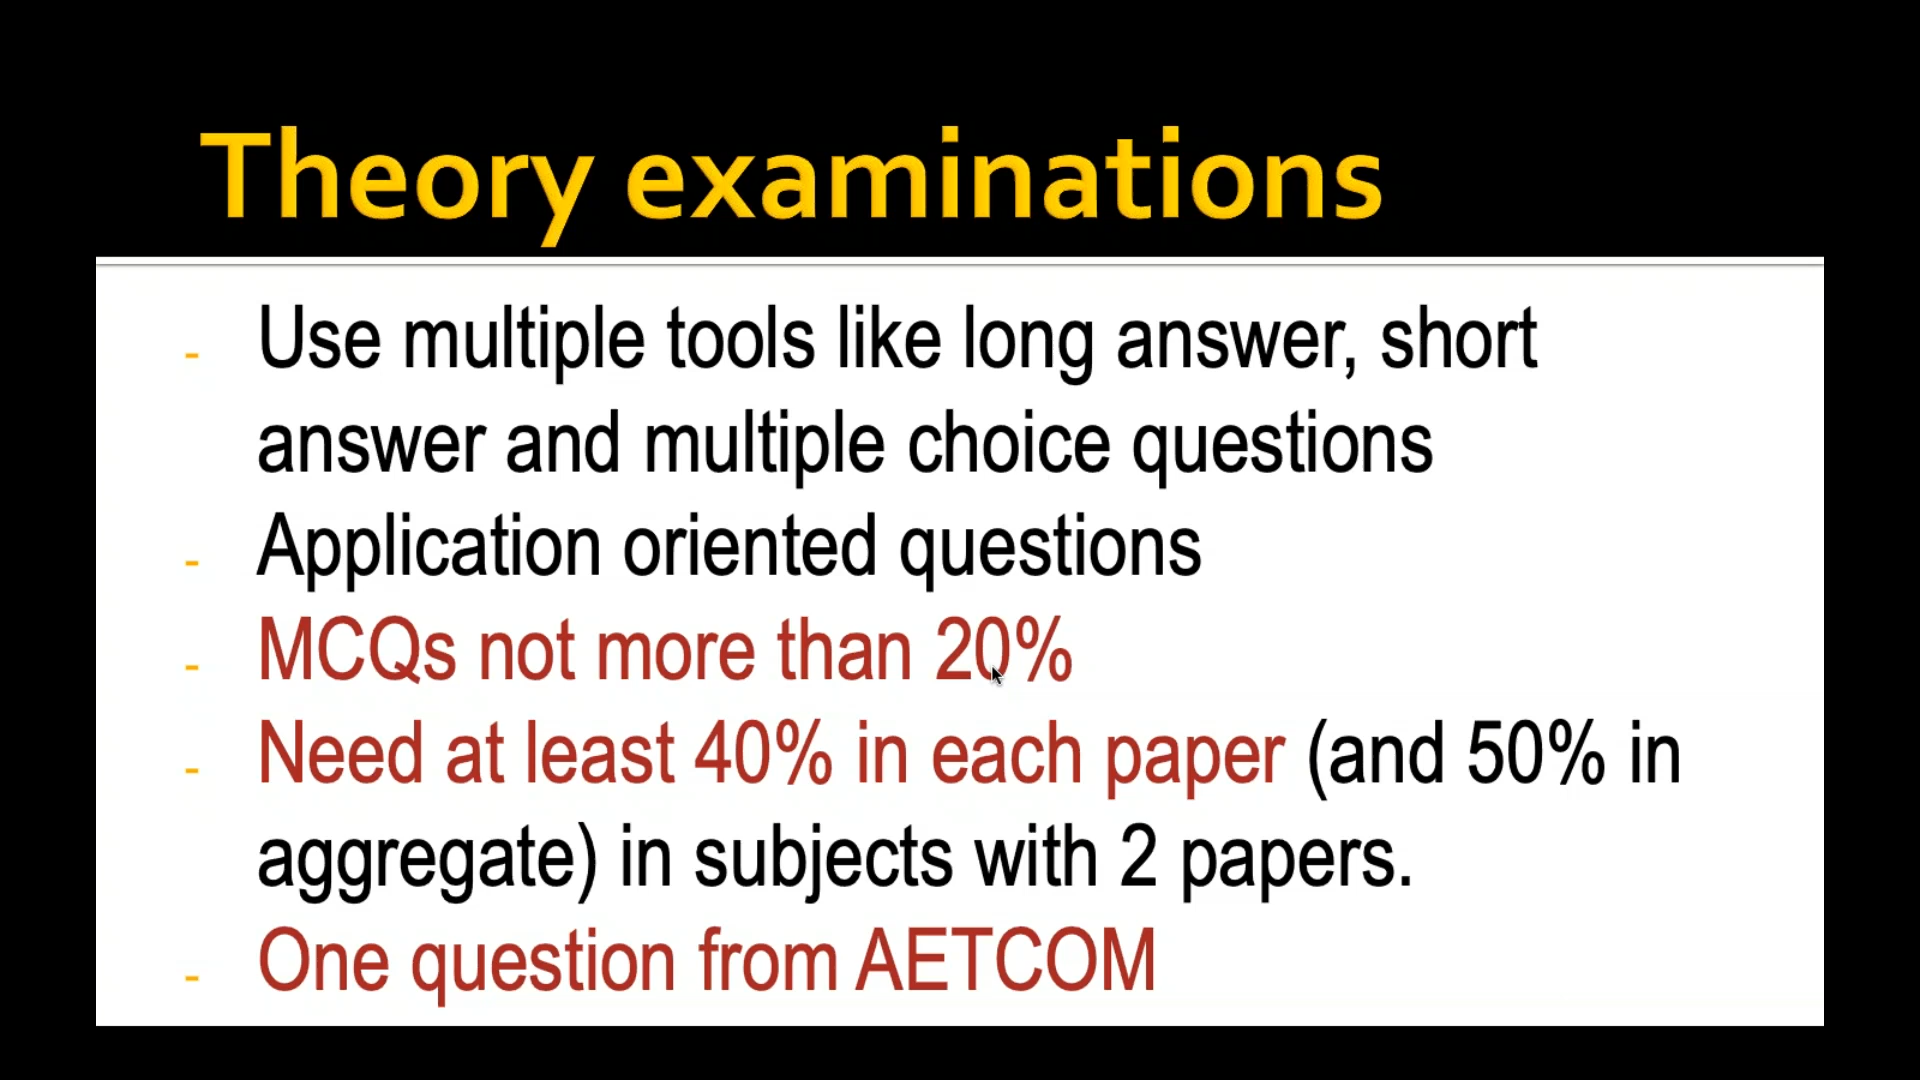 Theory examinations
- Use multiple tools like long answer, short
answer and multiple choice questions
- Application oriented questions
- MCQs not more than 20%
- Need at least 40% in each paper (and 50% in
aggregate) in subjects with 2 papers.
- One question from AETCOM